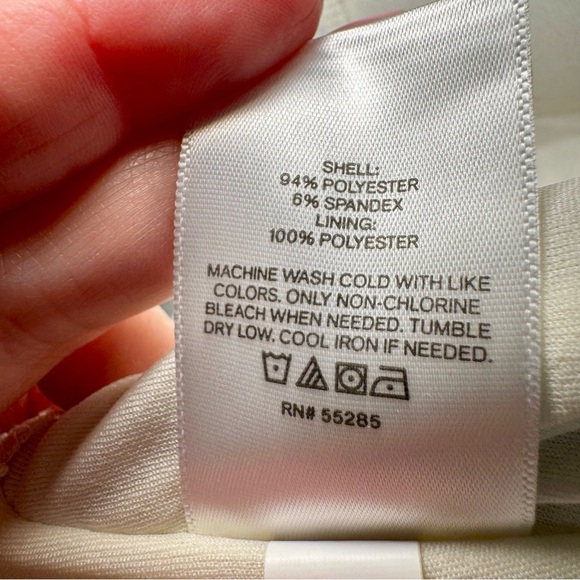 SHELL:
94% POLYESTER
6% SPANDEX
LINING:
100% POLYESTER
MACHINE WASH COLD WITH LIKE
COLORS. ONLY NON-CHLORINE
BLEACH WHEN NEEDED. TUMBLE
DRY LOW. COOL IRON IF NEEDED.
RN# 55285